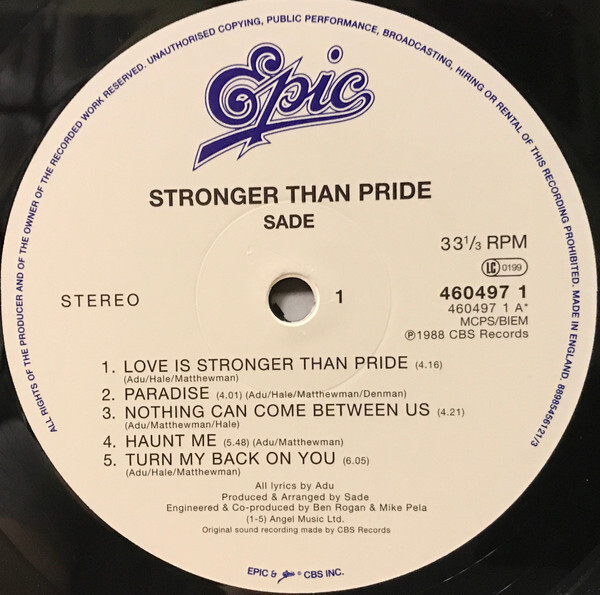 ALL RIGHTS OF THE PRODUCER AND OF THE OWNER OF THE RECORDED WORK RESERVED. UNAUTHORISED COPYING, PUBLIC PERFORMANCE, BROADCASTING, HIRING OR RENTAL OF THIS RECORDING PROHIBITED. MADE IN ENGLAND. 88985456121/3
Epic
STRONGER THAN PRIDE
SADE
33 1/3 RPM
LC 0199
STEREO
1
460497 1
460497 1 A*
MCPS/BIEM
℗1988 CBS Records
1. LOVE IS STRONGER THAN PRIDE (4.16)
(Adu/Hale/Matthewman)
2. PARADISE (4.01) (Adu/Hale/Matthewman/Denman)
3. NOTHING CAN COME BETWEEN US (4.21)
(Adu/Matthewman/Hale)
4. HAUNT ME (5.48) (Adu/Matthewman)
5. TURN MY BACK ON YOU (6.05)
(Adu/Hale/Matthewman)
All lyrics by Adu
Produced & Arranged by Sade
Engineered & Co-produced by Ben Rogan & Mike Pela
(1-5) Angel Music Ltd.
Original sound recording made by CBS Records
EPIC & Epic ® CBS INC.